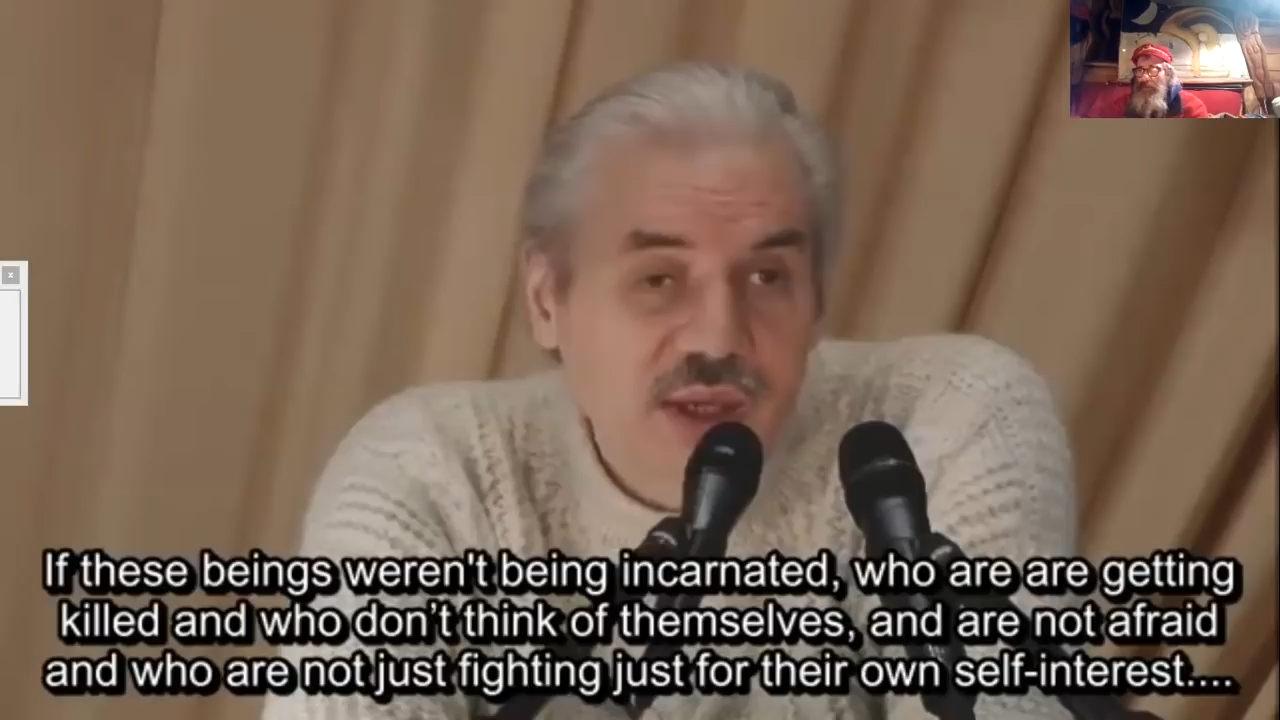 If these beings weren't being incarnated, who are are getting
killed and who don't think of themselves, and are not afraid
and who are not just fighting just for their own self-interest....